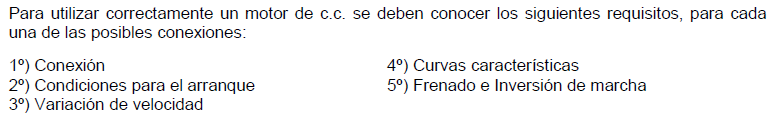 Para utilizar correctamente un motor de c.c. se deben conocer los siguientes requisitos, para cada
una de las posibles conexiones:
1º) Conexión
2º) Condiciones para el arranque
3º) Variación de velocidad
4º) Curvas características
5º) Frenado e Inversión de marcha